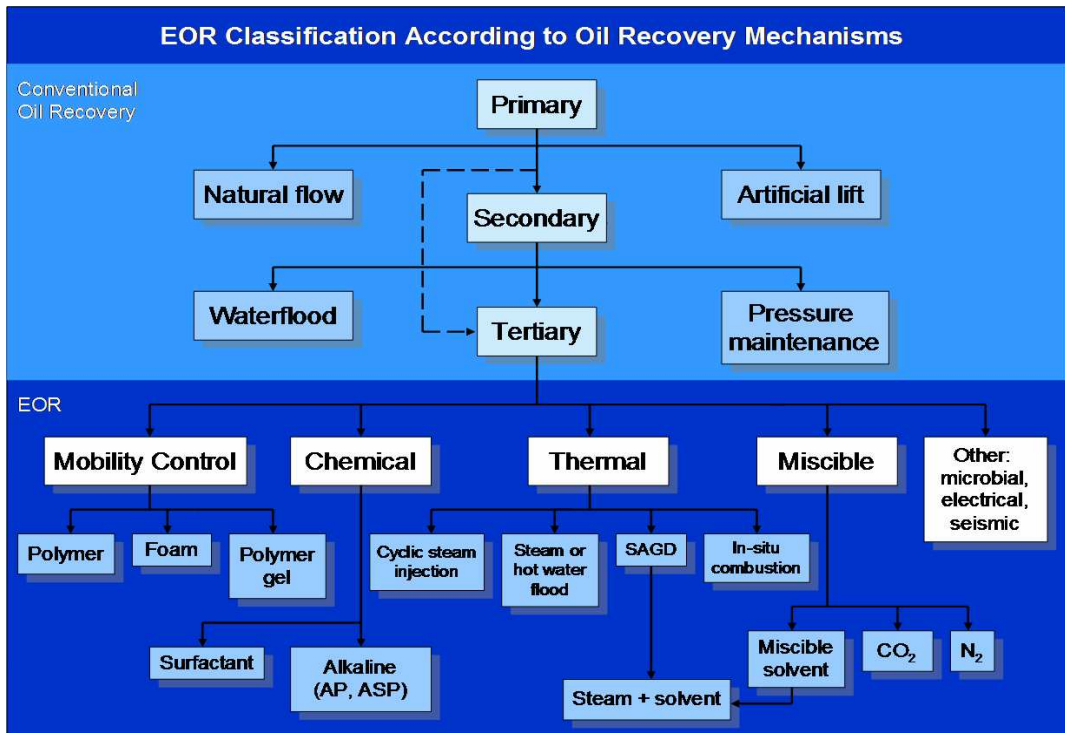 EOR Classification According to Oil Recovery Mechanisms
Conventional
Oil Recovery
Primary
Natural flow
Artificial lift
Secondary
Waterflood
Pressure
maintenance
Tertiary
EOR
Mobility Control
Chemical
Thermal
Miscible
Other:
microbial,
electrical,
seismic
Polymer
Foam
Polymer
gel
Cyclic steam
injection
Steam or
hot water
flood
SAGD
In-situ
combustion
Surfactant
Alkaline
(AP, ASP)
Miscible
solvent
CO₂
N₂
Steam + solvent